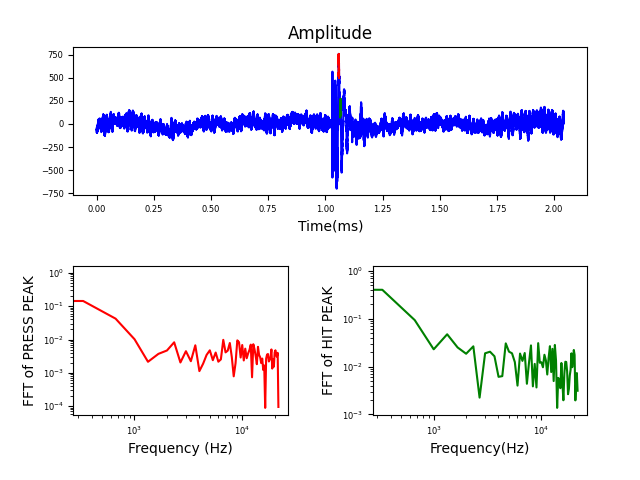 Amplitude
750
500
250
0
−250
−500
−750
0.00 0.25 0.50 0.75 1.00 1.25 1.50 1.75 2.00
Time(ms)
FFT of PRESS PEAK
10⁰
10⁻¹
10⁻²
10⁻³
10⁻⁴
10³ 10⁴
Frequency (Hz)
FFT of HIT PEAK
10⁰
10⁻¹
10⁻²
10⁻³
10³ 10⁴
Frequency(Hz)